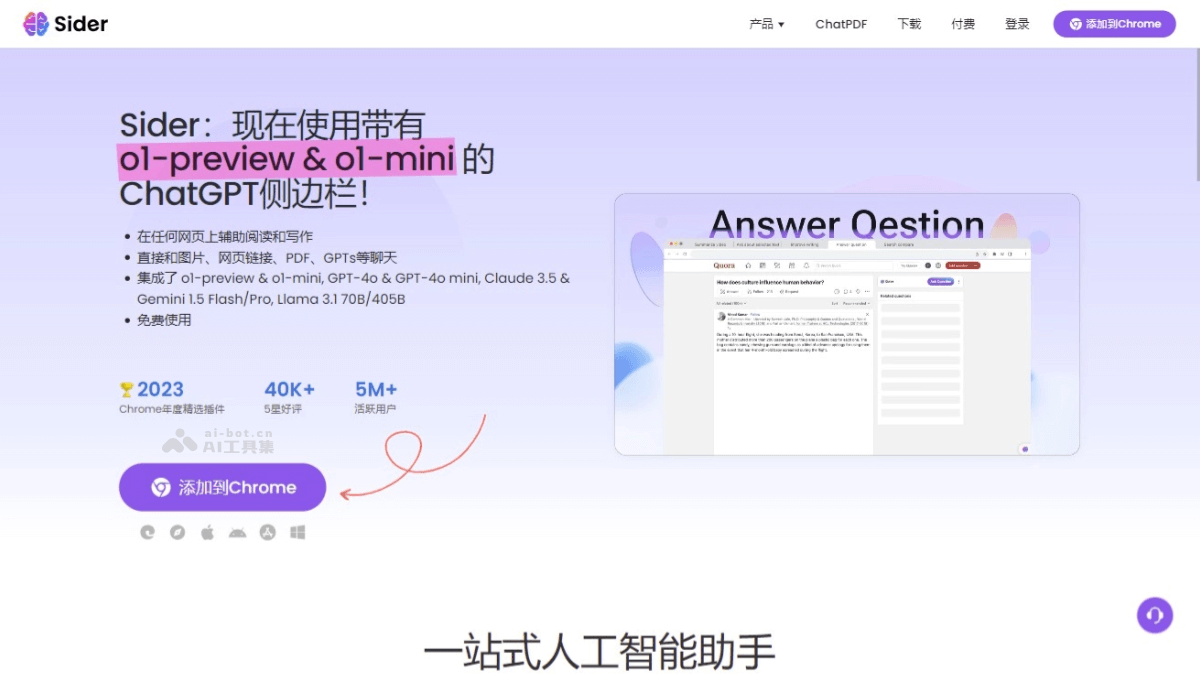 Sider
产品 ▾ ChatPDF 下载 付费 登录 添加到Chrome
Sider：现在使用带有
o1-preview & o1-mini 的
ChatGPT侧边栏！
在任何网页上辅助阅读和写作
直接和图片、网页链接、PDF、GPTs等聊天
集成了 o1-preview & o1-mini, GPT-4o & GPT-4o mini, Claude 3.5 &
Gemini 1.5 Flash/Pro, Llama 3.1 70B/405B
免费使用
2023 40K+ 5M+
Chrome年度精选插件 5星好评 活跃用户
ai-bot.cn
AI工具集
添加到Chrome
Answer Qestion
Quora
How does culture influence human behavior?
Related questions
一站式人工智能助手